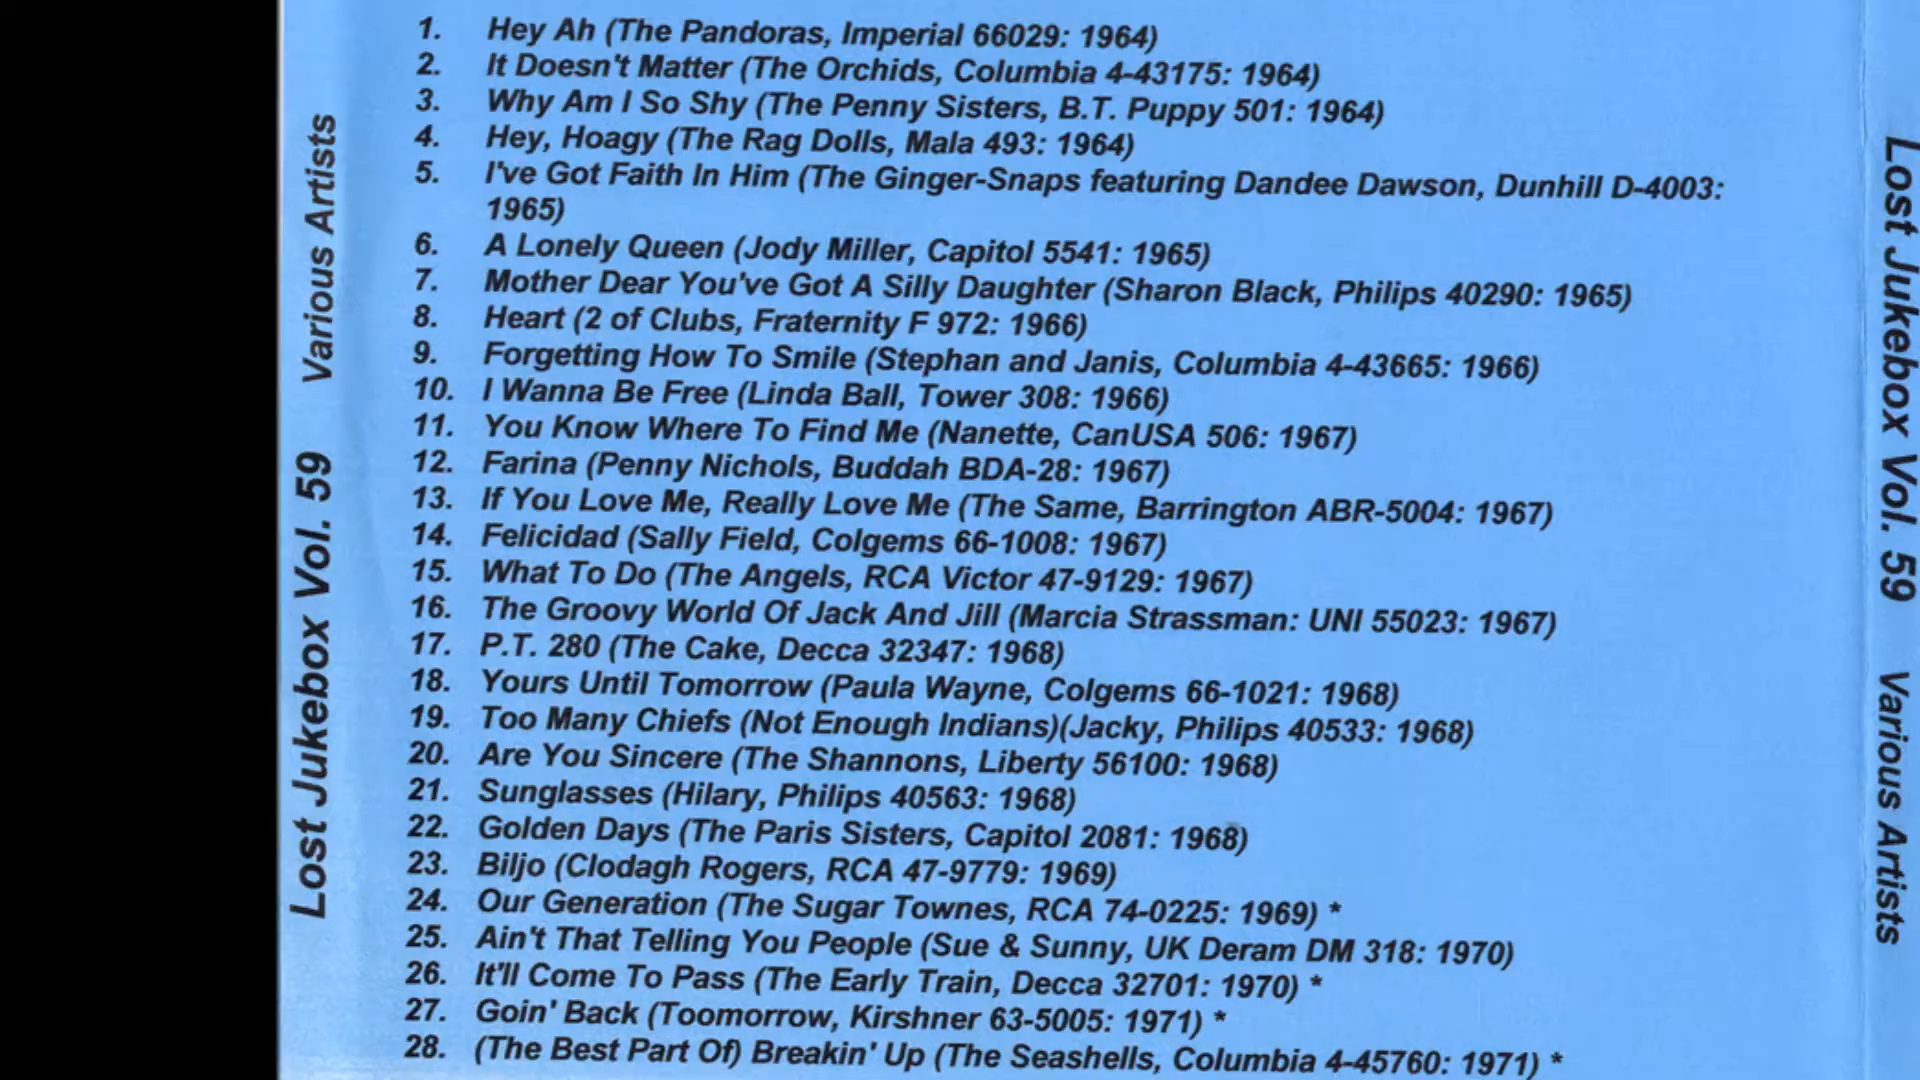 Lost Jukebox Vol. 59 Various Artists
1. Hey Ah (The Pandoras, Imperial 66029: 1964)
2. It Doesn't Matter (The Orchids, Columbia 4-43175: 1964)
3. Why Am I So Shy (The Penny Sisters, B.T. Puppy 501: 1964)
4. Hey, Hoagy (The Rag Dolls, Mala 493: 1964)
5. I've Got Faith In Him (The Ginger-Snaps featuring Dandee Dawson, Dunhill D-4003:
1965)
6. A Lonely Queen (Jody Miller, Capitol 5541: 1965)
7. Mother Dear You've Got A Silly Daughter (Sharon Black, Philips 40290: 1965)
8. Heart (2 of Clubs, Fraternity F 972: 1966)
9. Forgetting How To Smile (Stephan and Janis, Columbia 4-43665: 1966)
10. I Wanna Be Free (Linda Ball, Tower 308: 1966)
11. You Know Where To Find Me (Nanette, CanUSA 506: 1967)
12. Farina (Penny Nichols, Buddah BDA-28: 1967)
13. If You Love Me, Really Love Me (The Same, Barrington ABR-5004: 1967)
14. Felicidad (Sally Field, Colgems 66-1008: 1967)
15. What To Do (The Angels, RCA Victor 47-9129: 1967)
16. The Groovy World Of Jack And Jill (Marcia Strassman: UNI 55023: 1967)
17. P.T. 280 (The Cake, Decca 32347: 1968)
18. Yours Until Tomorrow (Paula Wayne, Colgems 66-1021: 1968)
19. Too Many Chiefs (Not Enough Indians)(Jacky, Philips 40533: 1968)
20. Are You Sincere (The Shannons, Liberty 56100: 1968)
21. Sunglasses (Hilary, Philips 40563: 1968)
22. Golden Days (The Paris Sisters, Capitol 2081: 1968)
23. Biljo (Clodagh Rogers, RCA 47-9779: 1969)
24. Our Generation (The Sugar Townes, RCA 74-0225: 1969) *
25. Ain't That Telling You People (Sue & Sunny, UK Deram DM 318: 1970)
26. It'll Come To Pass (The Early Train, Decca 32701: 1970) *
27. Goin' Back (Toomorrow, Kirshner 63-5005: 1971) *
28. (The Best Part Of) Breakin' Up (The Seashells, Columbia 4-45760: 1971) *
Lost Jukebox Vol. 59 Various Artists